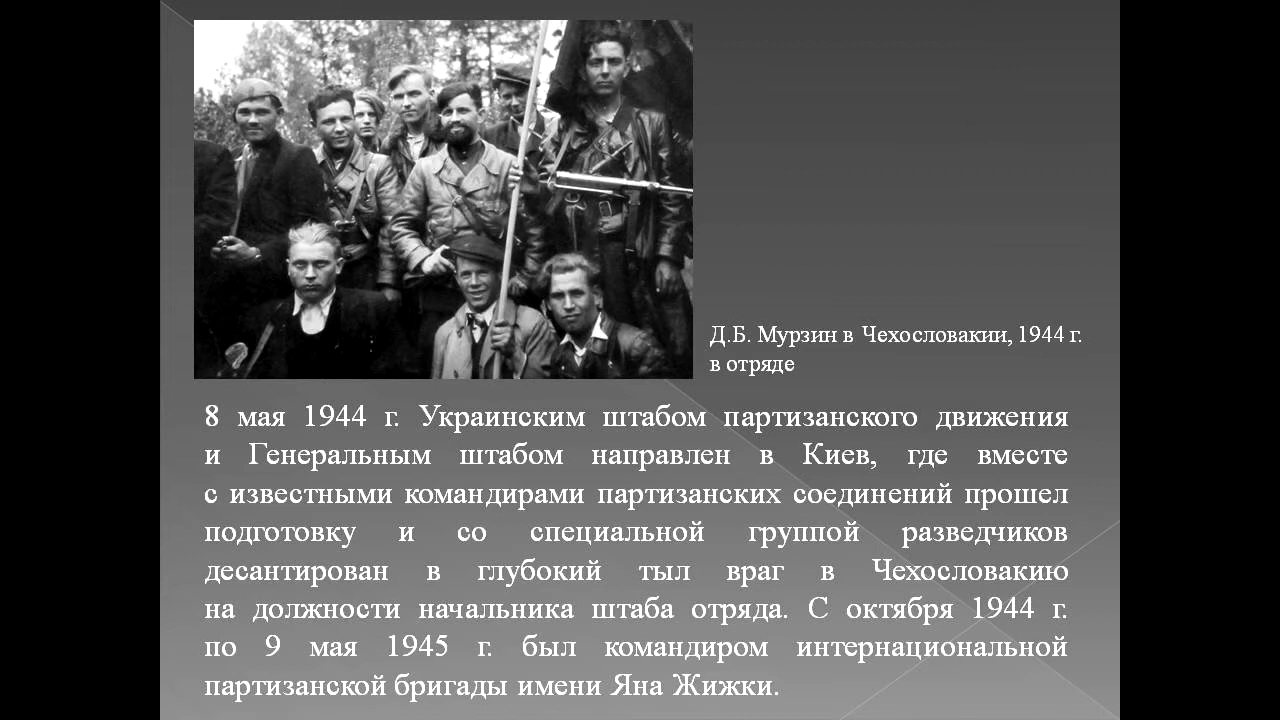 Д.Б. Мурзин в Чехословакии, 1944 г.
в отряде
8 мая 1944 г. Украинским штабом партизанского движения
и Генеральным штабом направлен в Киев, где вместе
с известными командирами партизанских соединений прошел
подготовку и со специальной группой разведчиков
десантирован в глубокий тыл враг в Чехословакию
на должности начальника штаба отряда. С октября 1944 г.
по 9 мая 1945 г. был командиром интернациональной
партизанской бригады имени Яна Жижки.